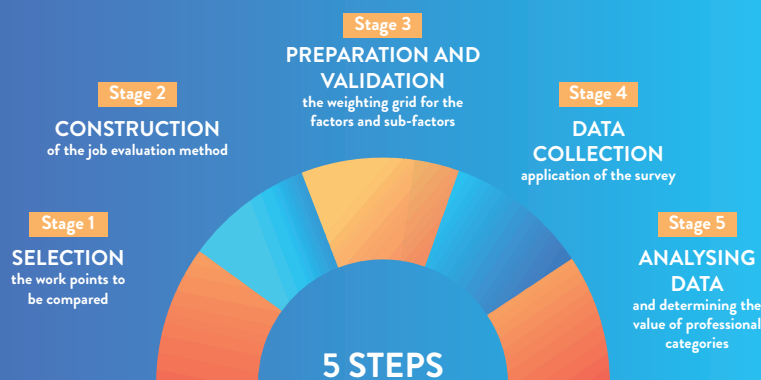 Stage 1
SELECTION
the work points to
be compared
Stage 2
CONSTRUCTION
of the job evaluation method
Stage 3
PREPARATION AND
VALIDATION
the weighting grid for the
factors and sub-factors
Stage 4
DATA
COLLECTION
application of the survey
Stage 5
ANALYSING
DATA
and determining the
value of professional
categories
5 STEPS